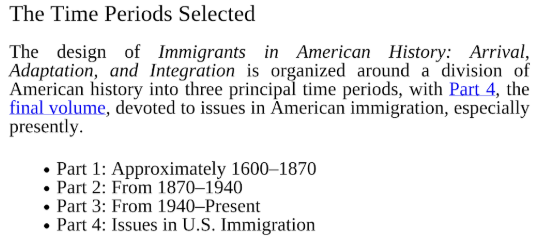 The Time Periods Selected
The design of Immigrants in American History: Arrival,
Adaptation, and Integration is organized around a division of
American history into three principal time periods, with Part 4, the
final volume, devoted to issues in American immigration, especially
presently.
• Part 1: Approximately 1600–1870
• Part 2: From 1870–1940
• Part 3: From 1940–Present
• Part 4: Issues in U.S. Immigration